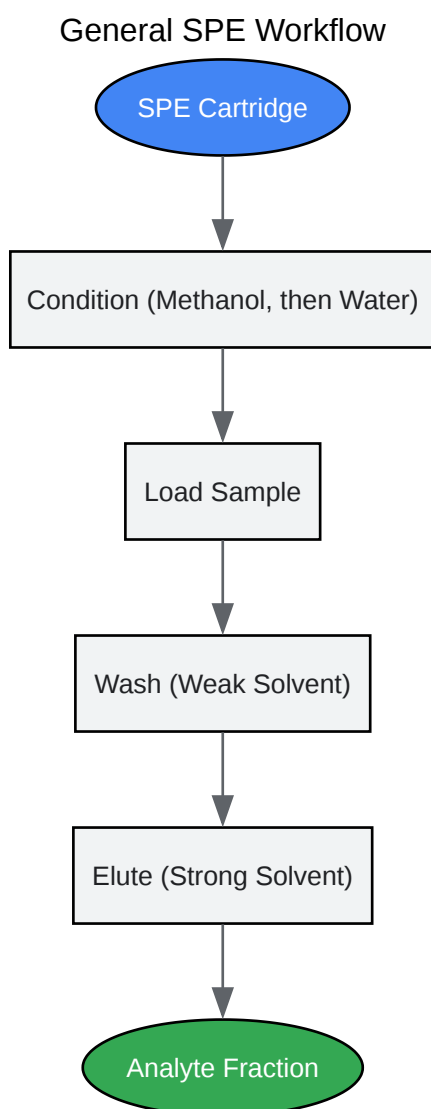 General SPE Workflow
SPE Cartridge
Condition (Methanol, then Water)
Load Sample
Wash (Weak Solvent)
Elute (Strong Solvent)
Analyte Fraction